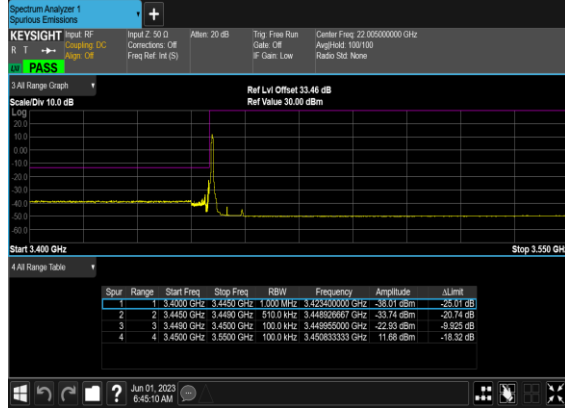 Spectrum Analyzer 1
Spurious Emissions
+
KEYSIGHT Input: RF Input Z: 50 Ω Atten: 20 dB Trig: Free Run Center Freq: 22.005000000 GHz
R T Coupling: DC Corrections: Off Gate: Off Avg|Hold: 100/100
Align: Off Freq Ref: Int (S) IF Gain: Low Radio Std: None
PASS
3 All Range Graph
Ref Lvl Offset 33.46 dB
Scale/Div 10.0 dB Ref Value 30.00 dBm
Log
20.0
10.0
0.00
-10.0
-20.0
-30.0
-40.0
-50.0
-60.0
Start 3.400 GHz Stop 3.550 GH
4 All Range Table
Spur Range Start Freq Stop Freq RBW Frequency Amplitude ΔLimit
1 1 3.4000 GHz 3.4450 GHz 1.000 MHz 3.423400000 GHz -38.01 dBm -25.01 dB
2 2 3.4450 GHz 3.4490 GHz 510.0 kHz 3.448926667 GHz -33.74 dBm -20.74 dB
3 3 3.4490 GHz 3.4500 GHz 100.0 kHz 3.449955000 GHz -22.93 dBm -9.925 dB
4 4 3.4500 GHz 3.5500 GHz 100.0 kHz 3.450833333 GHz 11.68 dBm -18.32 dB
? Jun 01, 2023
6:45:10 AM